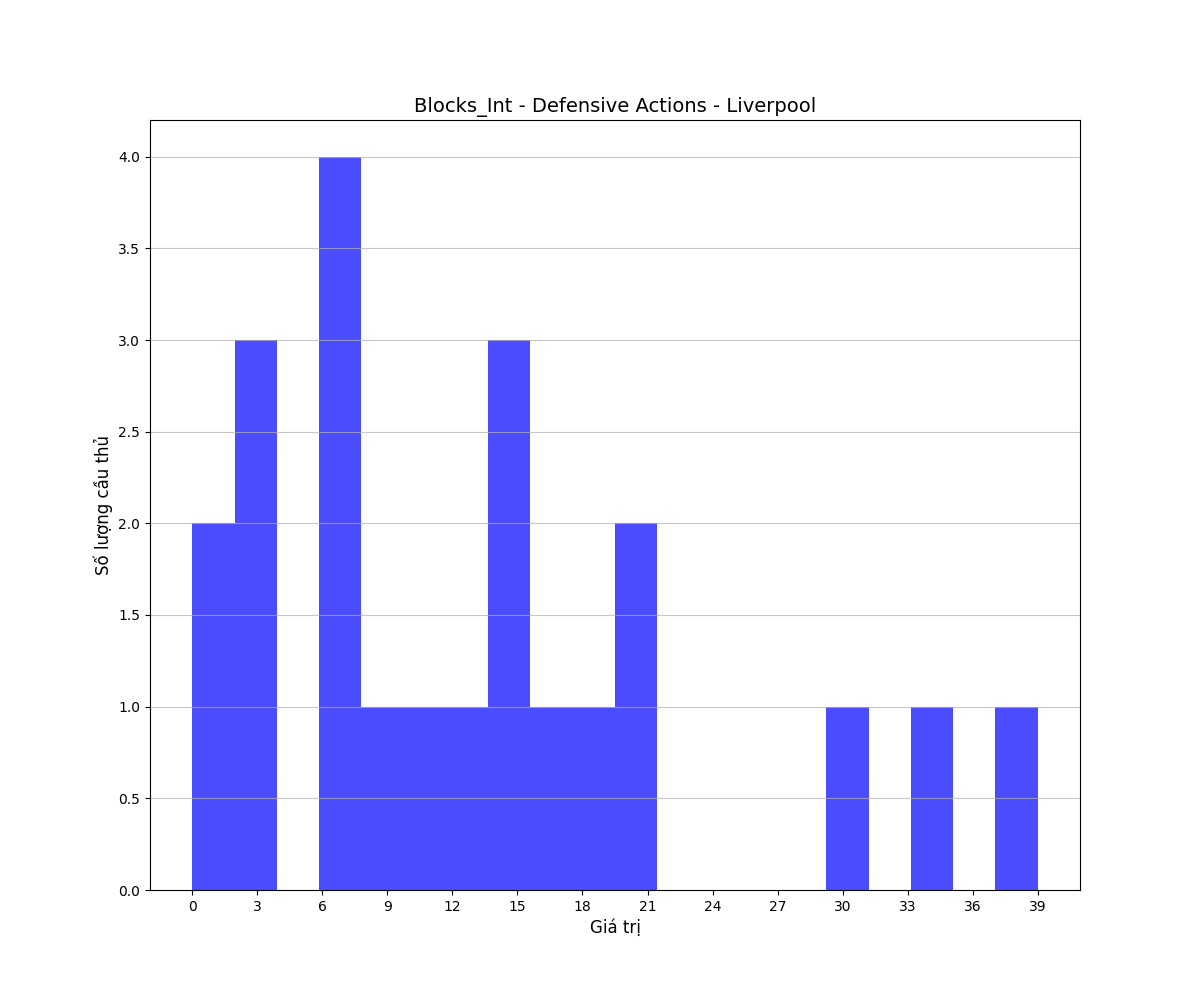 Blocks_Int - Defensive Actions - Liverpool
4.0
3.5
3.0
2.5
2.0
1.5
1.0
0.5
0.0
Số lượng cầu thủ
0 3 6 9 12 15 18 21 24 27 30 33 36 39
Giá trị